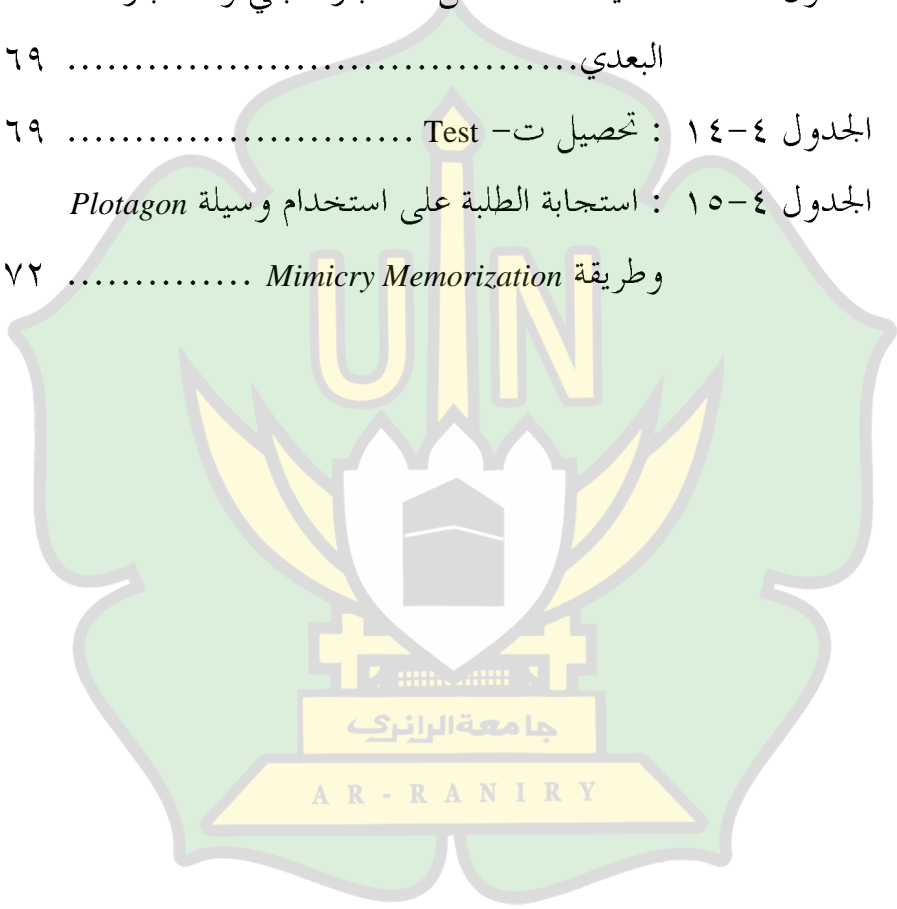 البعدي....................................... ٦٩
الجدول ٤-١٤ : تحصيل ت- Test .......................... ٦٩
الجدول ٤-١٥ : استجابة الطلبة على استخدام وسيلة Plotagon
وطريقة Mimicry Memorization .............. ٧٢
UIN
جامعة الرانري
AR-RANIRY